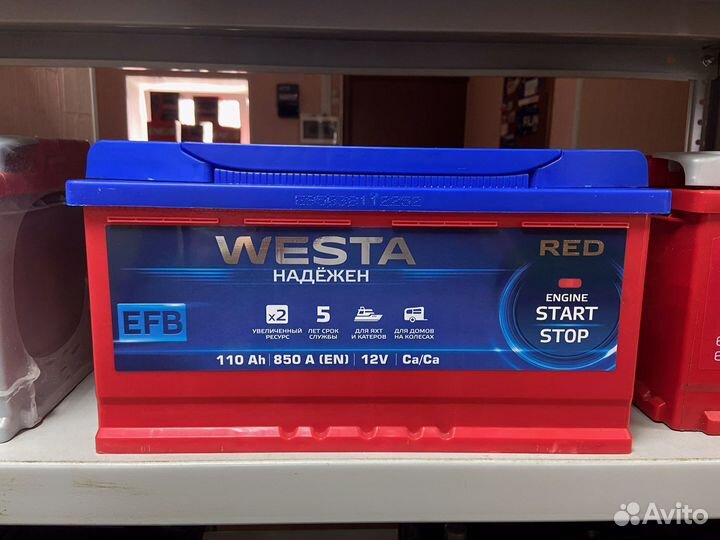 WESTA
НАДЁЖЕН
RED
EFB
x2
УВЕЛИЧЕННЫЙ
РЕСУРС
5
ЛЕТ СРОК
СЛУЖБЫ
ДЛЯ ЯХТ
И КАТЕРОВ
ДЛЯ ДОМОВ
НА КОЛЕСАХ
ENGINE
START
STOP
110 Ah | 850 A (EN) | 12V | Ca/Ca
Avito